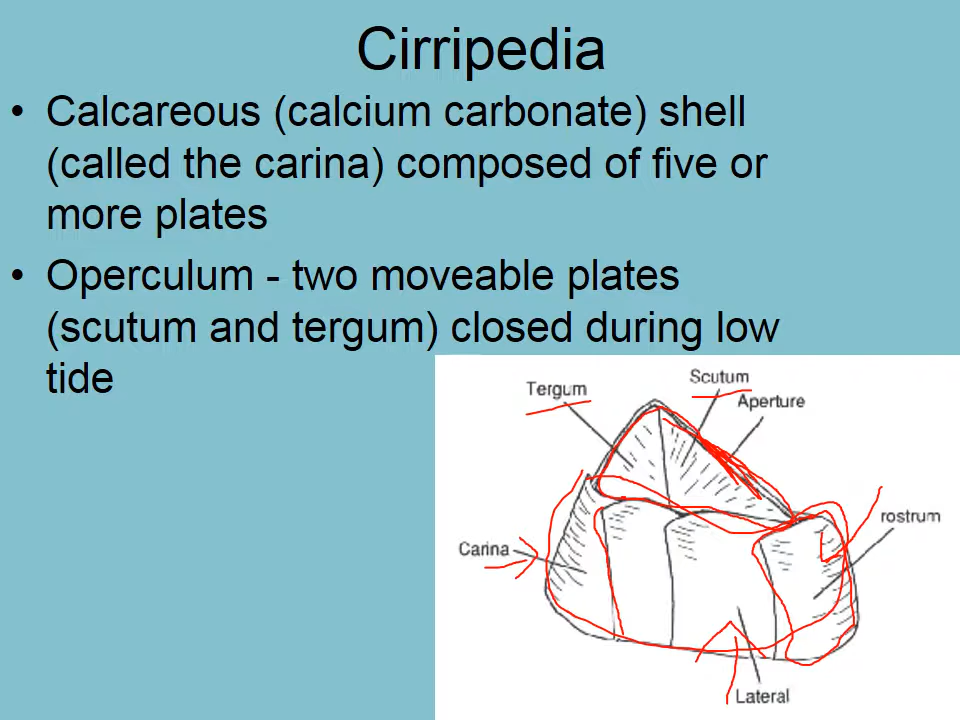 Cirripedia
• Calcareous (calcium carbonate) shell
(called the carina) composed of five or
more plates
• Operculum - two moveable plates
(scutum and tergum) closed during low
tide
Tergum
Scutum
Aperture
rostrum
Carina
Lateral